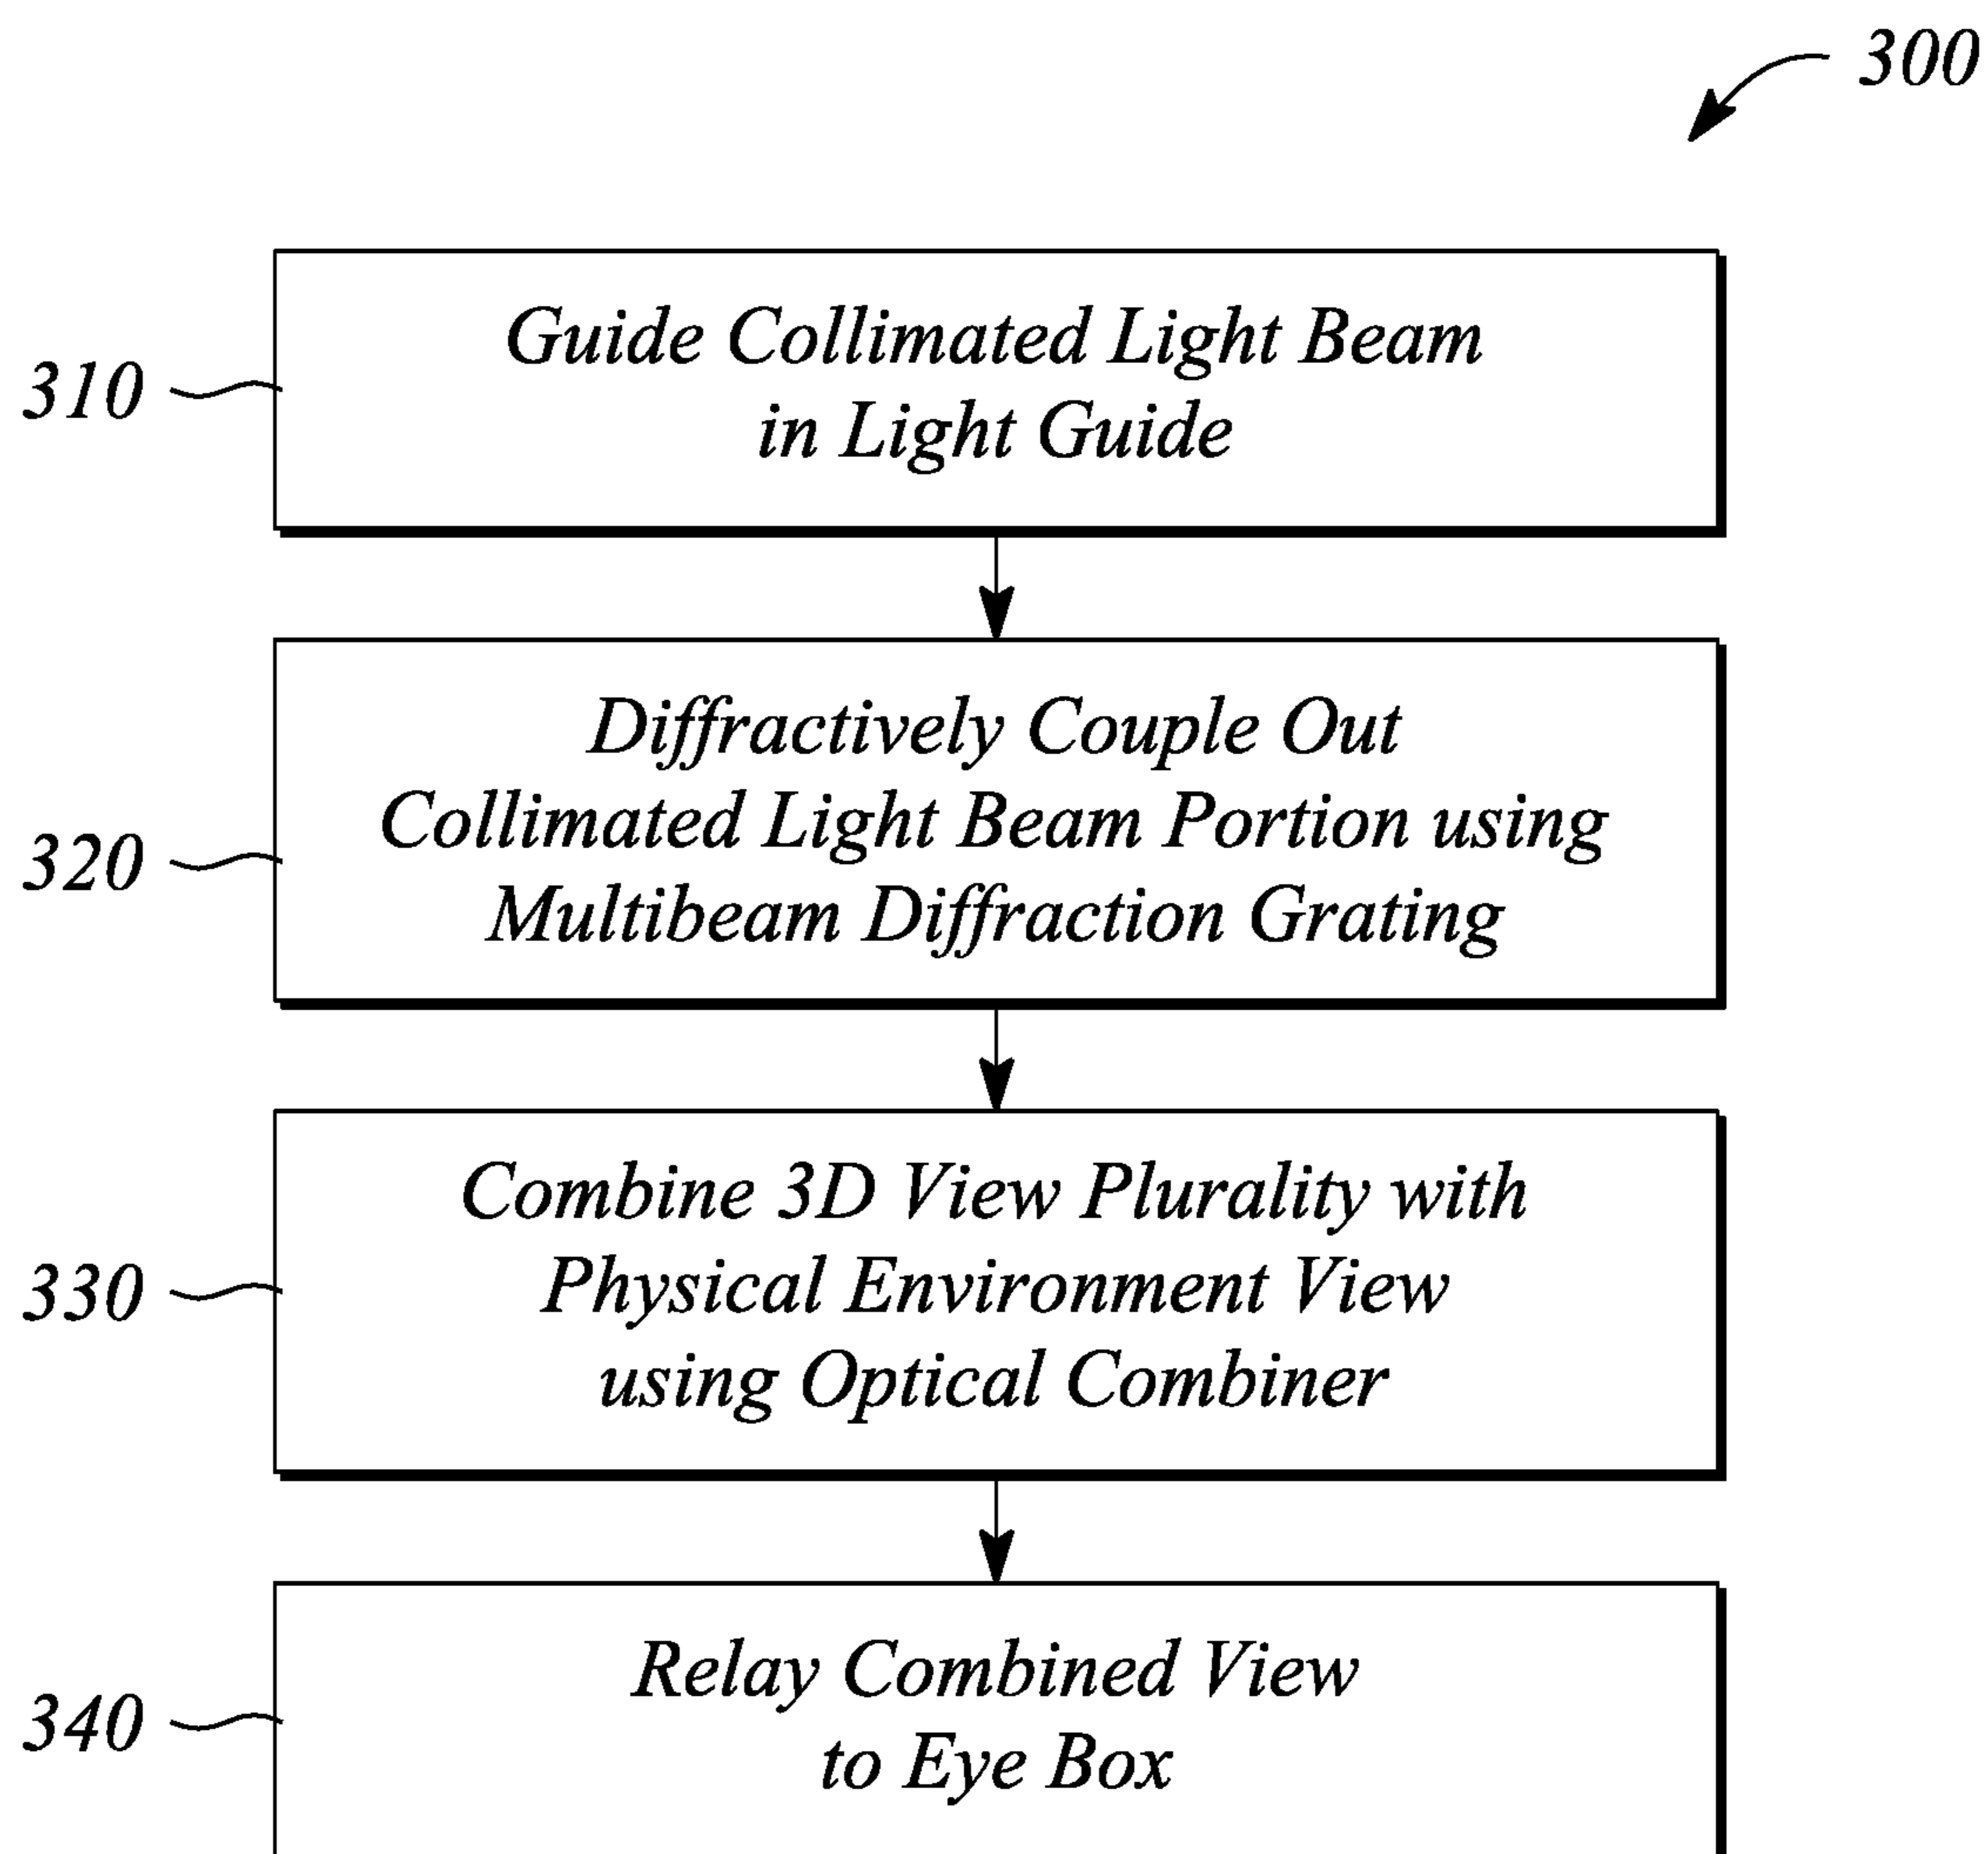 300
310
Guide Collimated Light Beam
in Light Guide
320
Diffractively Couple Out
Collimated Light Beam Portion using
Multibeam Diffraction Grating
330
Combine 3D View Plurality with
Physical Environment View
using Optical Combiner
340
Relay Combined View
to Eye Box